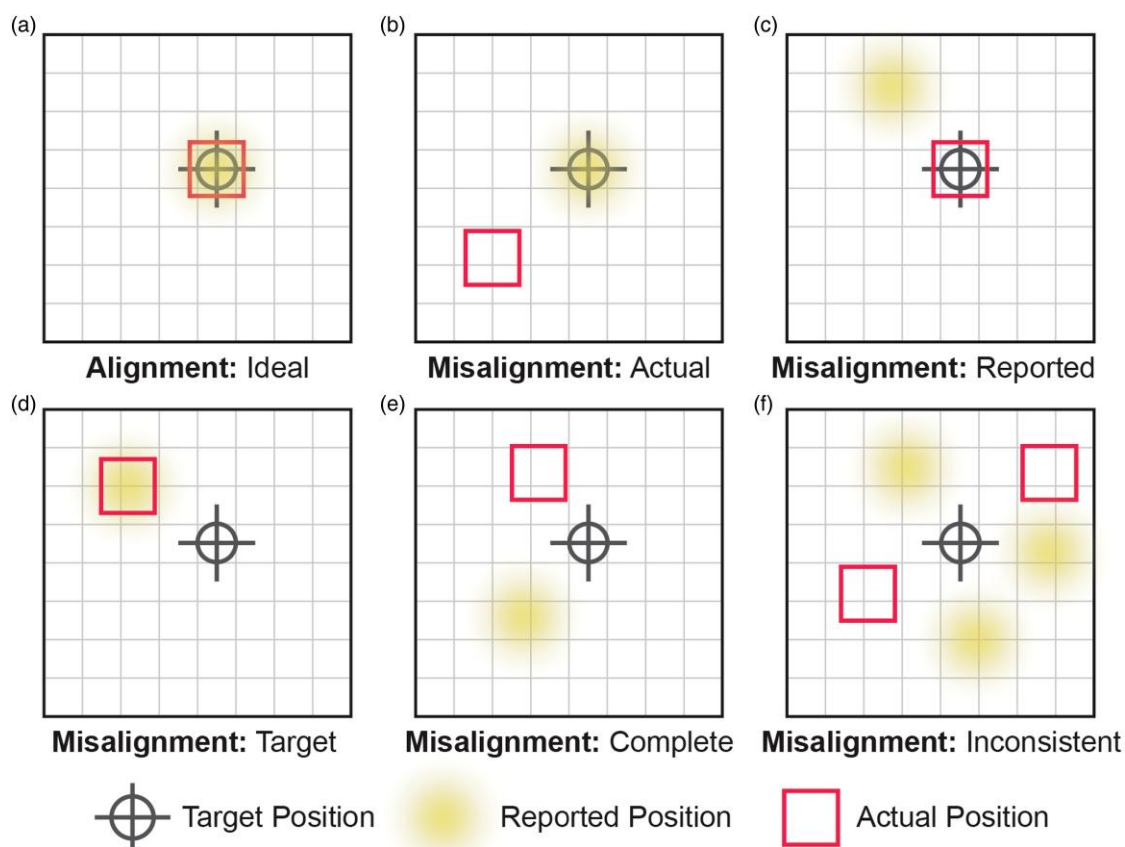 (a)
(b)
(c)
Alignment: Ideal
Misalignment: Actual
Misalignment: Reported
(d)
(e)
(f)
Misalignment: Target
Misalignment: Complete
Misalignment: Inconsistent
Target Position
Reported Position
Actual Position